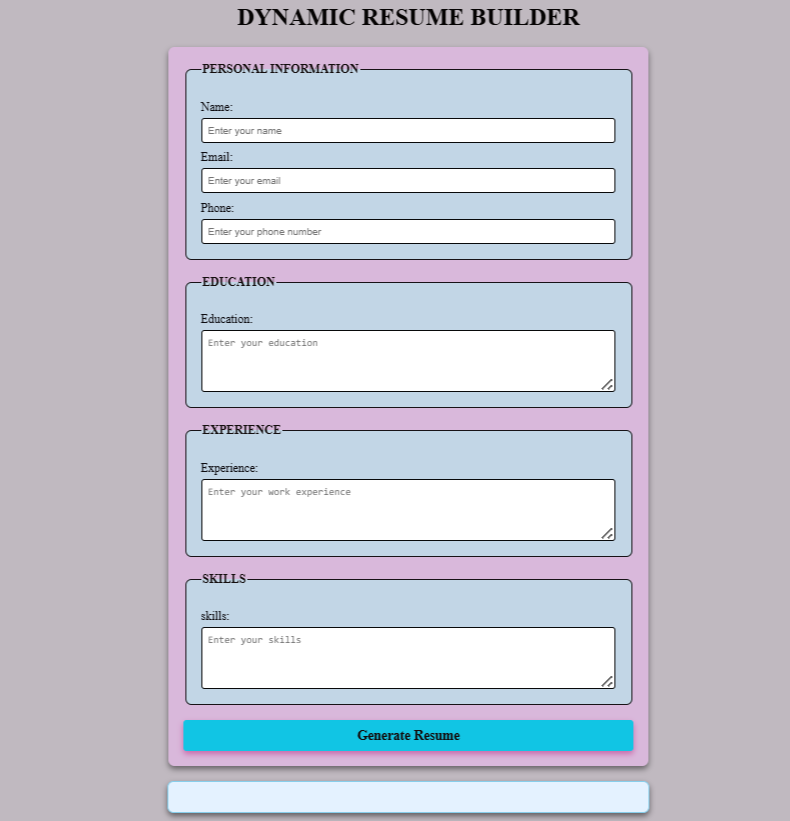 DYNAMIC RESUME BUILDER
PERSONAL INFORMATION
Name:
Enter your name
Email:
Enter your email
Phone:
Enter your phone number
EDUCATION
Education:
Enter your education
EXPERIENCE
Experience:
Enter your work experience
SKILLS
skills:
Enter your skills
Generate Resume